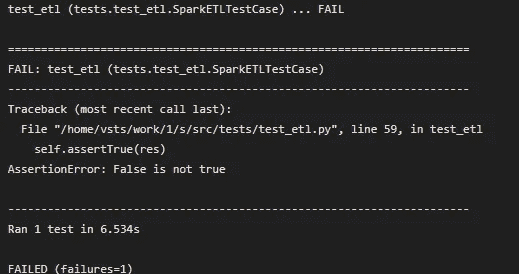 test_etl (tests.test_etl.SparkETLTestCase) ... FAIL
======================================================================
FAIL: test_etl (tests.test_etl.SparkETLTestCase)
----------------------------------------------------------------------
Traceback (most recent call last):
  File "/home/vsts/work/1/s/src/tests/test_etl.py", line 59, in test_etl
    self.assertTrue(res)
AssertionError: False is not true
----------------------------------------------------------------------
Ran 1 test in 6.534s
FAILED (failures=1)